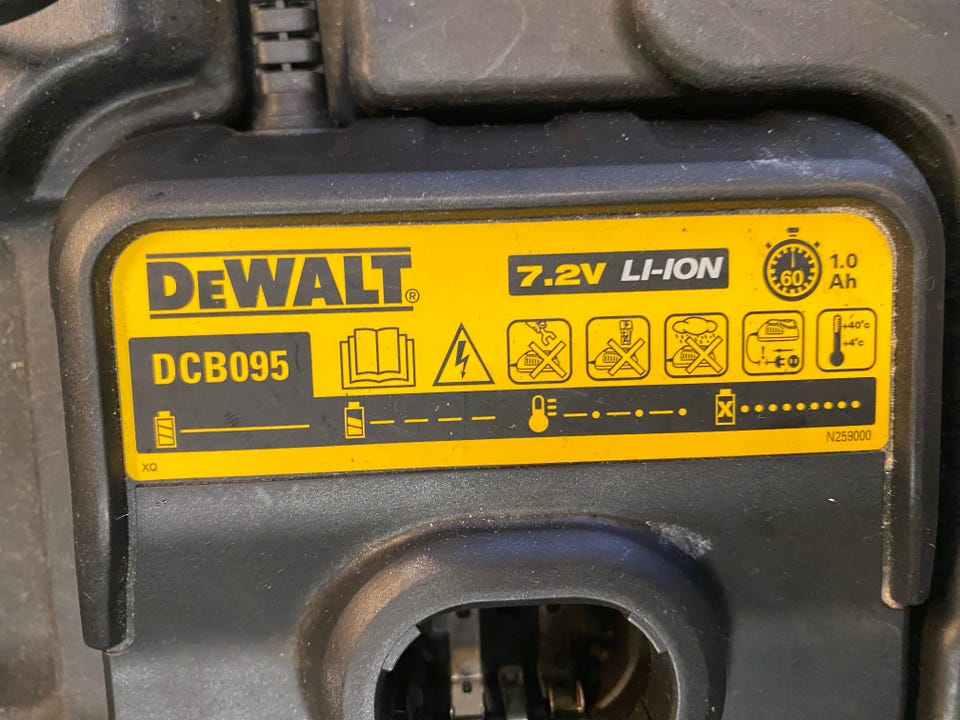 DEWALT®
7.2V LI-ION
60
1.0
Ah
DCB095
+40°c
+4°c
X
N259000
XQ